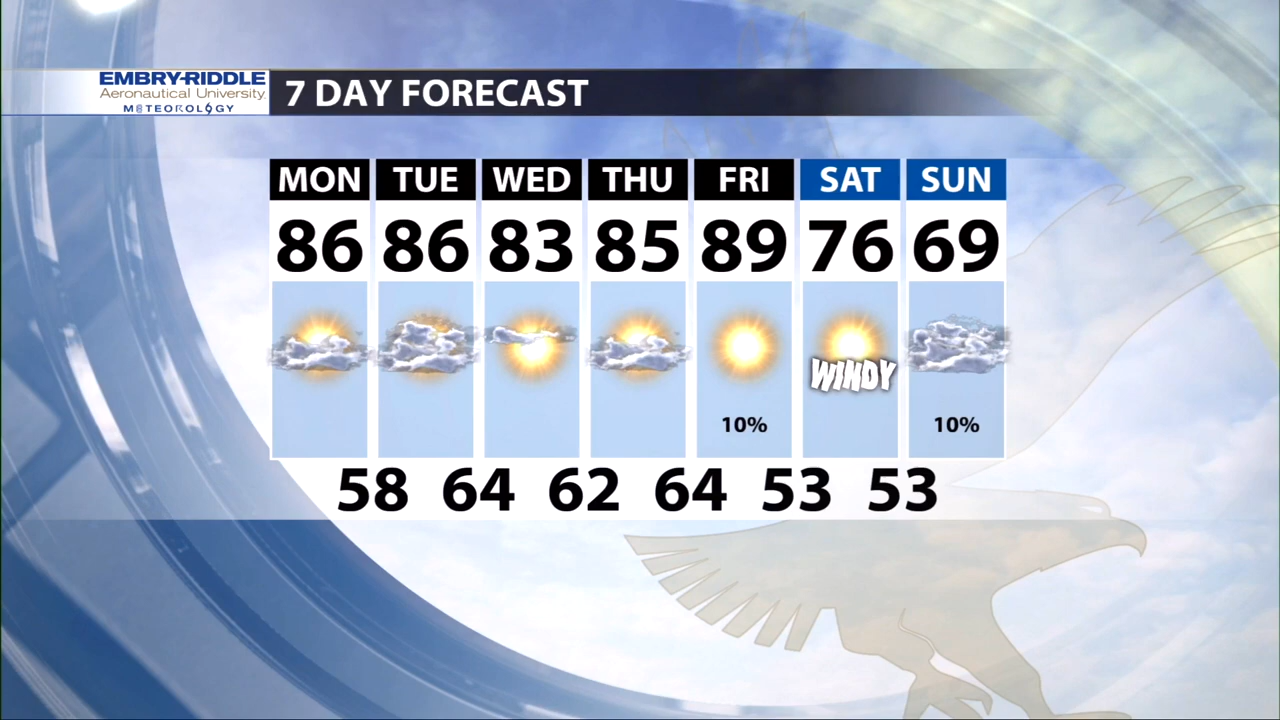 EMBRY-RIDDLE
Aeronautical University
METEOROLOGY
7 DAY FORECAST
MON TUE WED THU FRI SAT SUN
86 86 83 85 89 76 69
WINDY
10% 10%
58 64 62 64 53 53